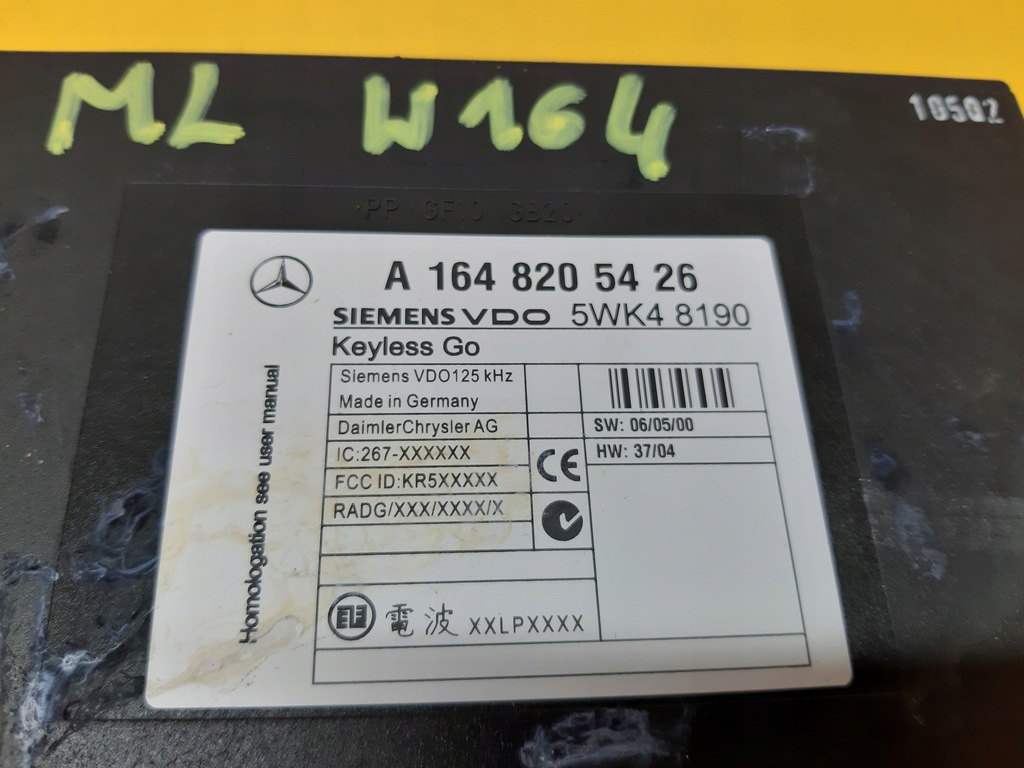 ML W164
10502
PP GF10 GB20
A 164 820 54 26
SIEMENS VDO 5WK4 8190
Keyless Go
Siemens VDO125 kHz
Made in Germany
DaimlerChrysler AG
IC:267-XXXXXX
FCC ID:KR5XXXXX
RADG/XXX/XXXX/X
CE
SW: 06/05/00
HW: 37/04
電波 XXLPXXXX
Homologation see user manual